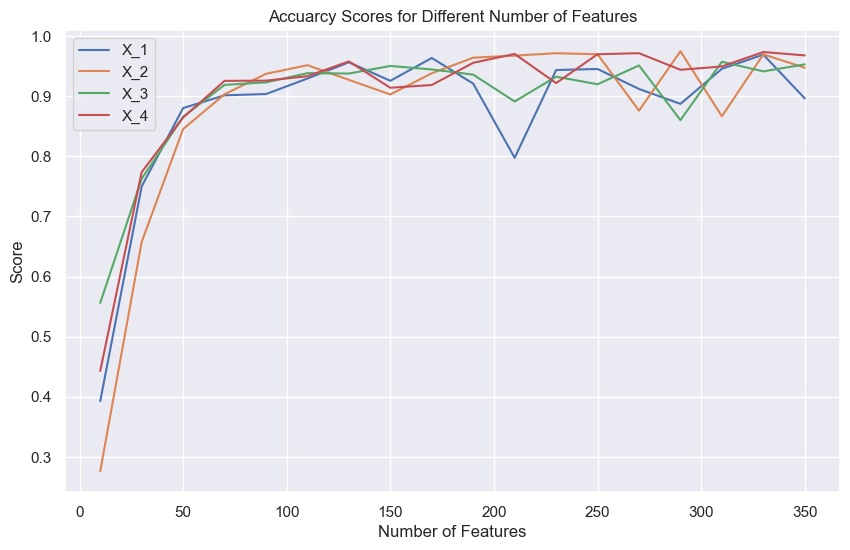 Accuarcy Scores for Different Number of Features
X_1
X_2
X_3
X_4
1.0
0.9
0.8
0.7
0.6
0.5
0.4
0.3
Score
0 50 100 150 200 250 300 350
Number of Features